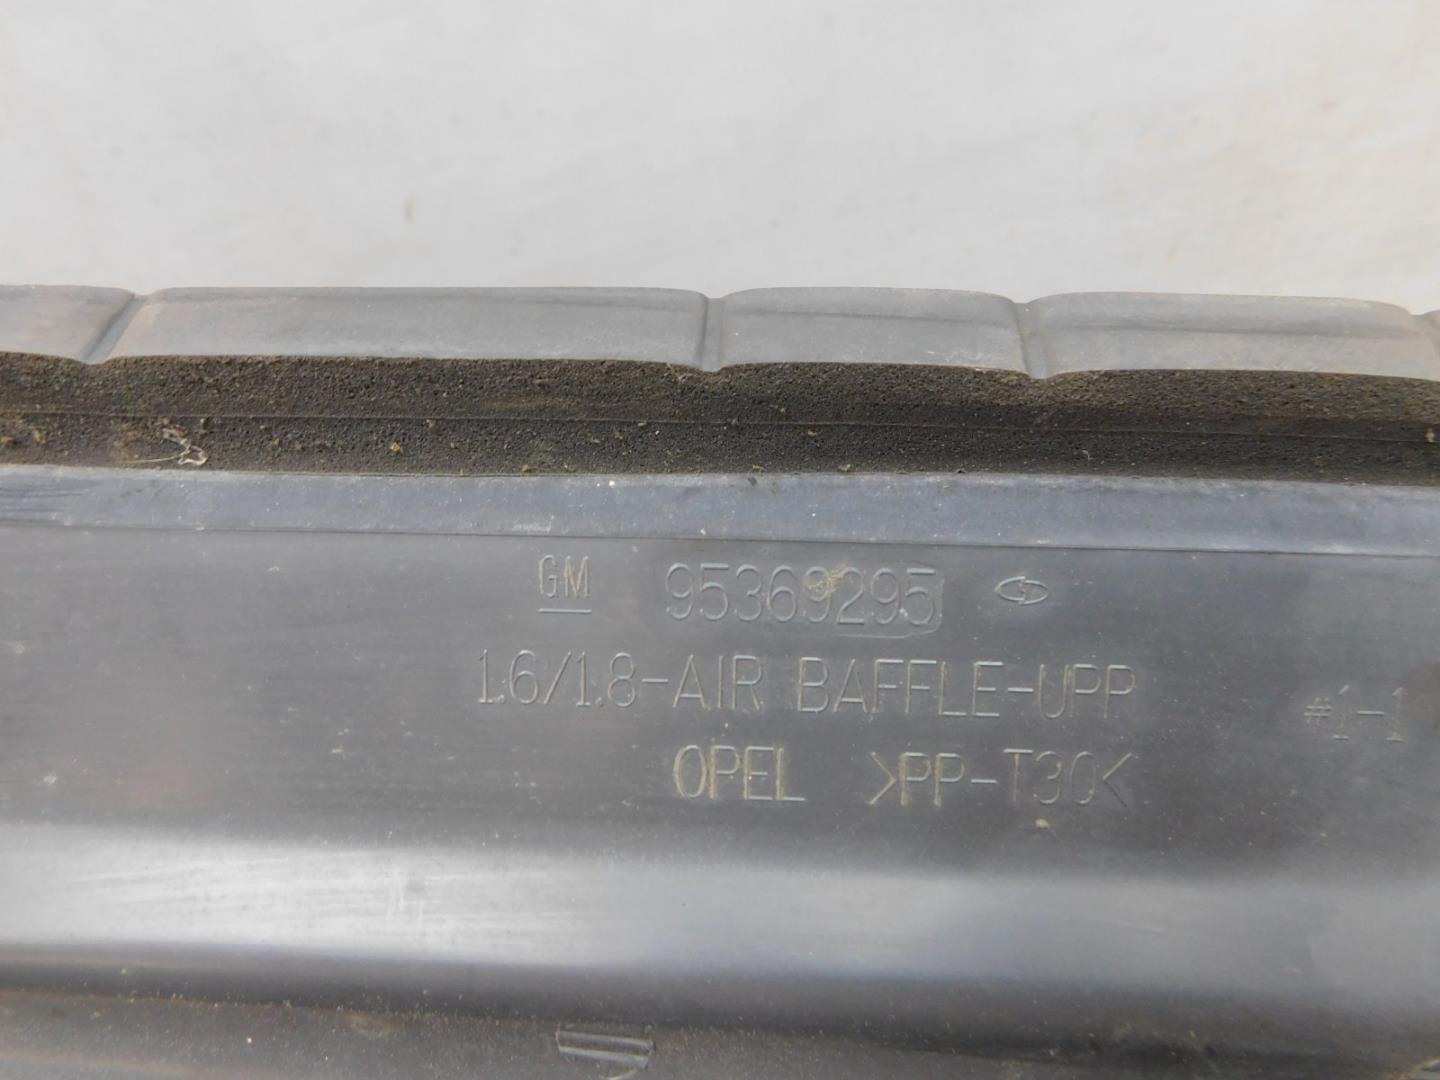 GM 95369295
1.6/1.8-AIR BAFFLE-UPP
#1-1
OPEL >PP-T30<